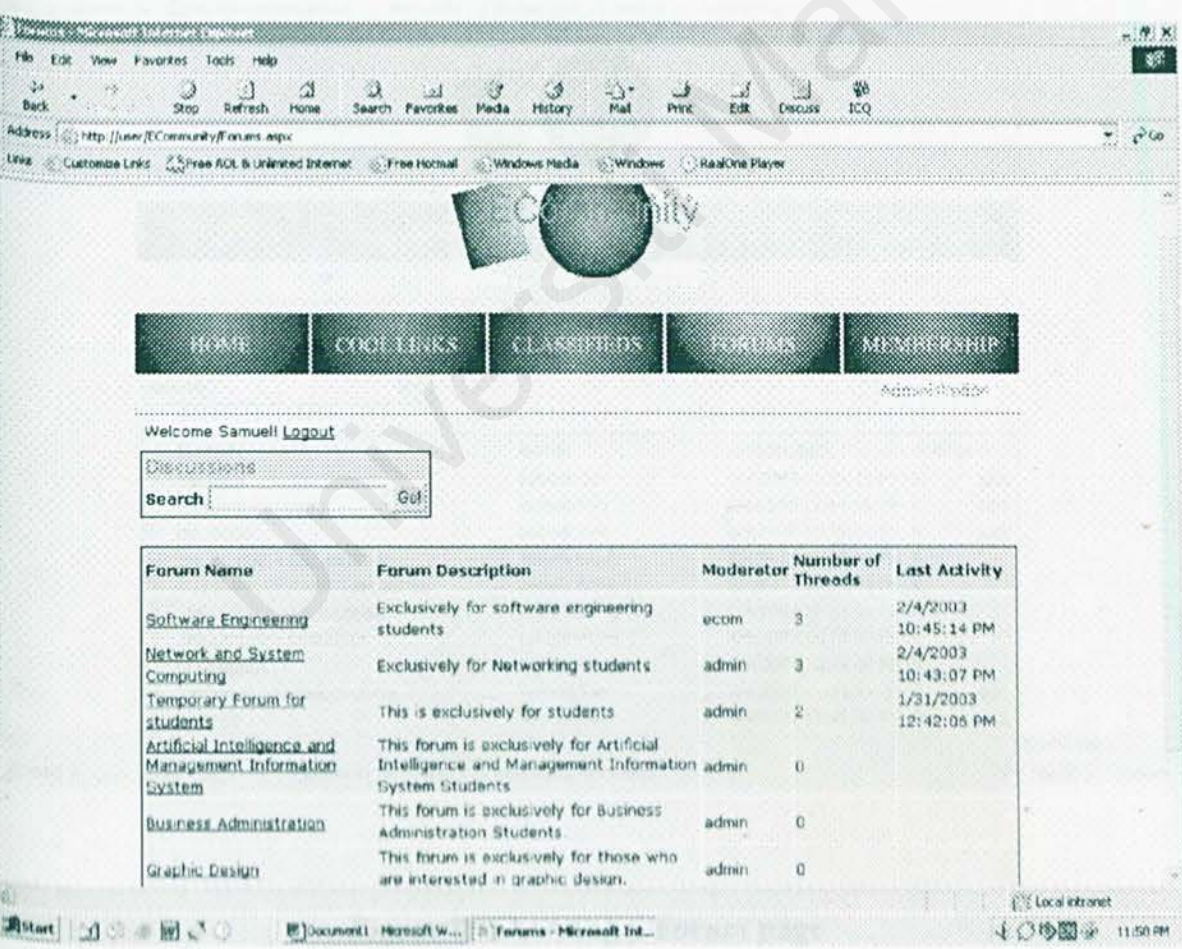 Forums - Microsoft Internet Explorer
File Edit View Favorites Tools Help
Back Stop Refresh Home Search Favorites Media History Mail Print Edit Discuss ICQ
Address http://user/ECommunity/Forums.aspx Go
Links Customize Links Free AOL & Unlimited Internet Free Hotmail Windows Media Windows RealOne Player
ECommunity
HOME COOL LINKS CLASSIFIEDS FORUMS MEMBERSHIP
Administration
Welcome Samuel! Logout
Discussions
Search Go!
Forum Name Forum Description Moderator Number of Threads Last Activity
Software Engineering Exclusively for software engineering students ecom 3 2/4/2003 10:45:14 PM
Network and System Computing Exclusively for Networking students admin 3 2/4/2003 10:43:07 PM
Temporary Forum for students This is exclusively for students admin 2 1/31/2003 12:42:06 PM
Artificial Intelligence and Management Information System This forum is exclusively for Artificial Intelligence and Management Information System Students admin 0
Business Administration This forum is exclusively for Business Administration Students admin 0
Graphic Design This forum is exclusively for those who are interested in graphic design. admin 0
Local intranet
Start Document1 - Microsoft W... Forums - Microsoft Int... 11:50 PM